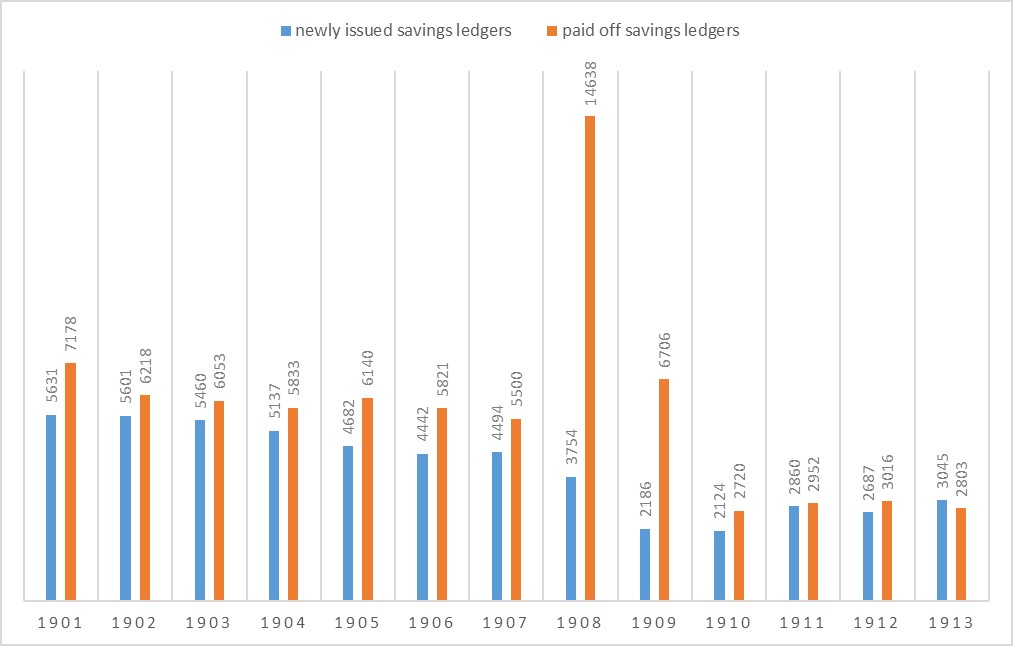 newly issued savings ledgers paid off savings ledgers
5631 7178 5601 6218 5460 6053 5137 5833 4682 6140 4442 5821 4494 5500 3754 14638 2186 6706 2124 2720 2860 2952 2687 3016 3045 2803
1901 1902 1903 1904 1905 1906 1907 1908 1909 1910 1911 1912 1913